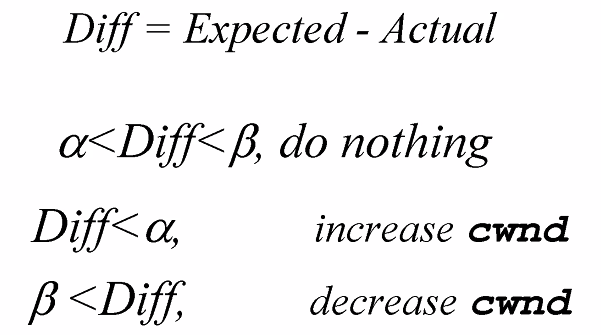 Diff = Expected - Actual
α<Diff<β, do nothing
Diff<α, increase cwnd
β <Diff, decrease cwnd